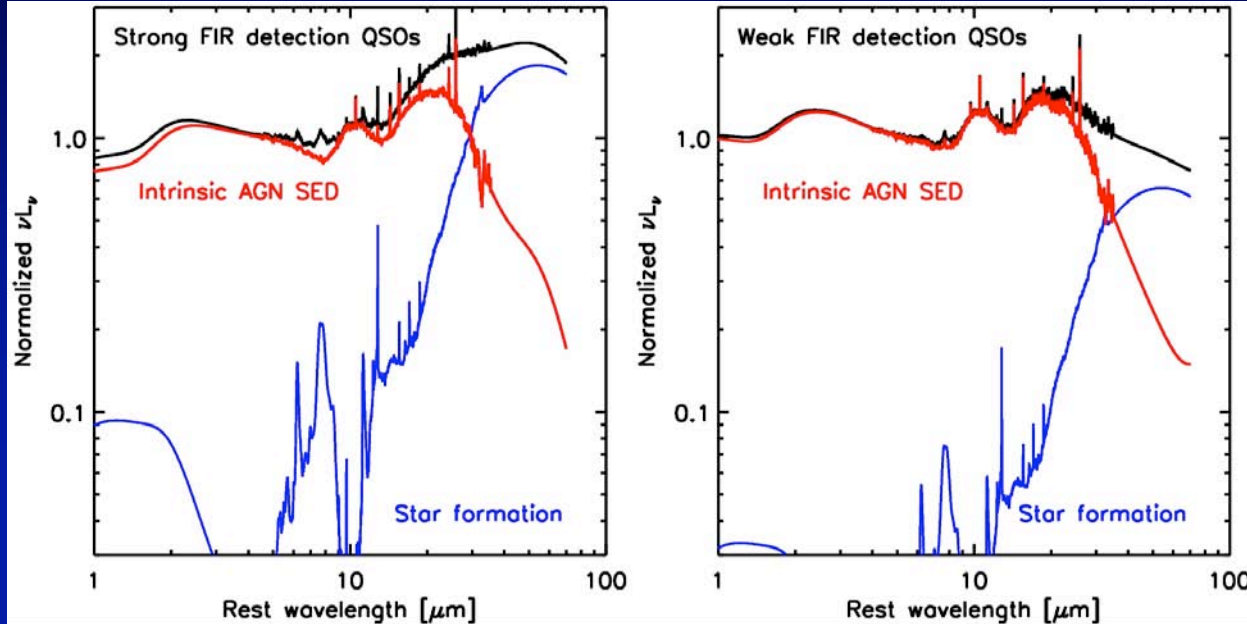 Strong FIR detection QSOs
Normalized νLν
1.0
0.1
Intrinsic AGN SED
Star formation
1
10
100
Rest wavelength [μm]
Weak FIR detection QSOs
Normalized νLν
1.0
0.1
Intrinsic AGN SED
Star formation
1
10
100
Rest wavelength [μm]